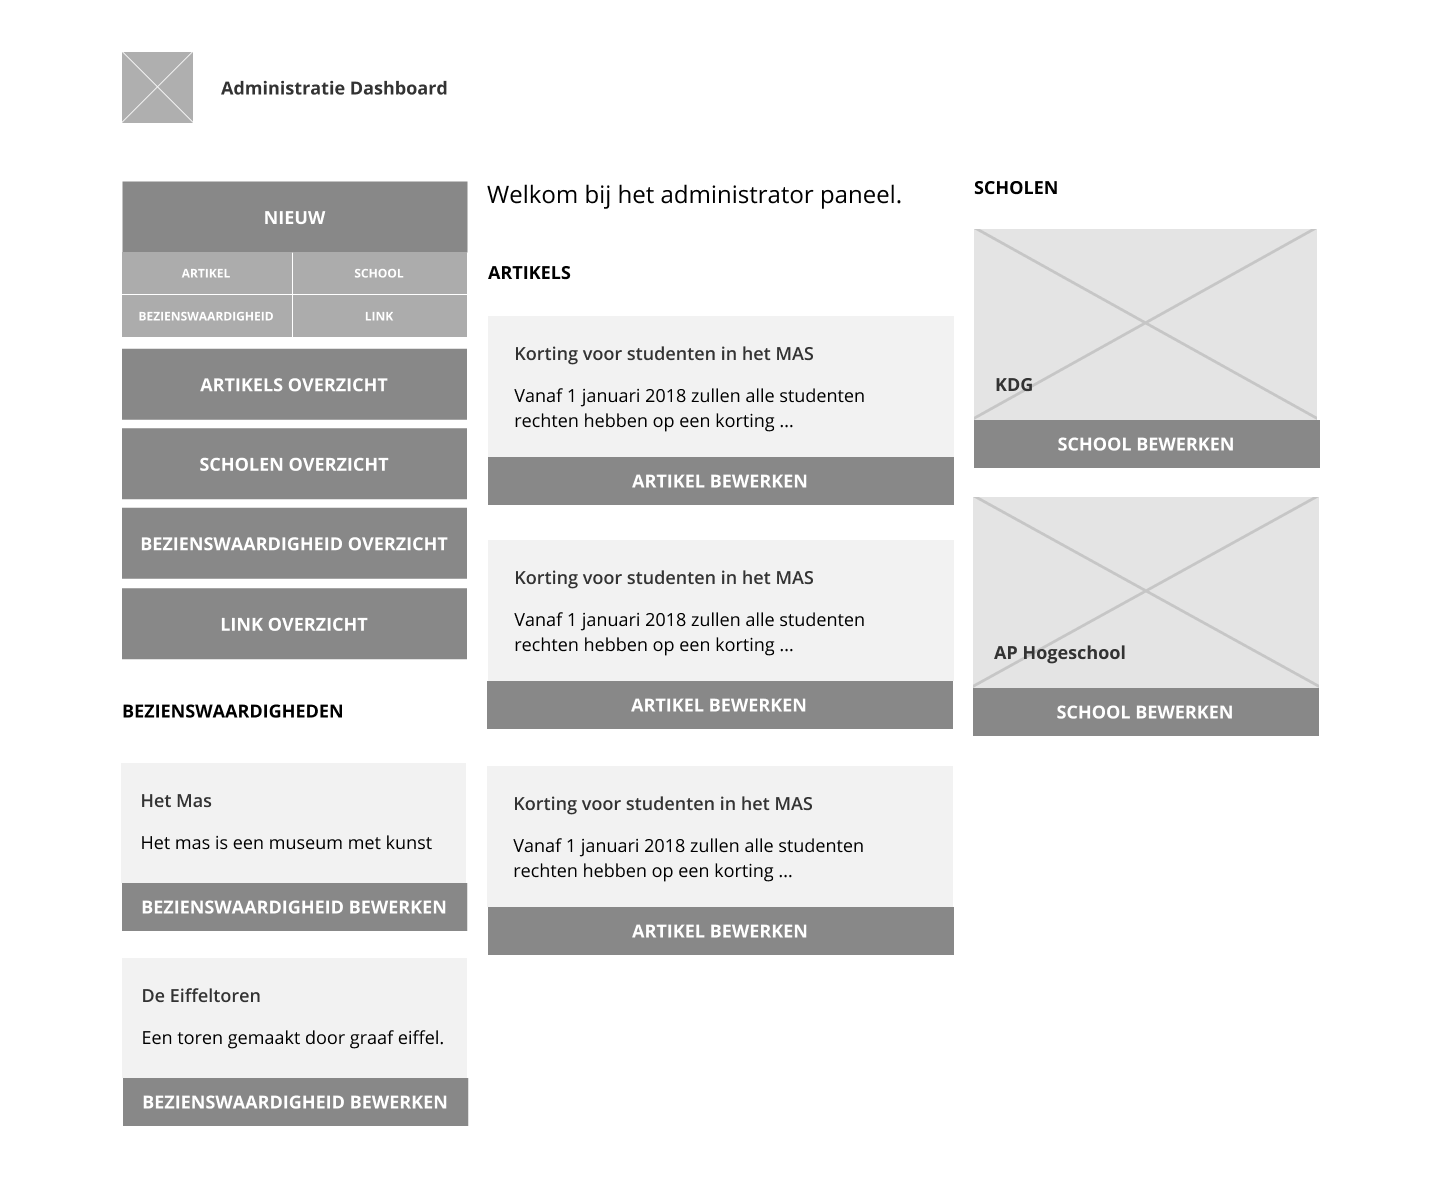 Administratie Dashboard
NIEUW
ARTIKEL
SCHOOL
BEZIENSWAARDIGHEID
LINK
ARTIKELS OVERZICHT
SCHOLEN OVERZICHT
BEZIENSWAARDIGHEID OVERZICHT
LINK OVERZICHT
BEZIENSWAARDIGHEDEN
Het Mas
Het mas is een museum met kunst
BEZIENSWAARDIGHEID BEWERKEN
De Eiffeltoren
Een toren gemaakt door graaf eiffel.
BEZIENSWAARDIGHEID BEWERKEN
Welkom bij het administrator paneel.
ARTIKELS
Korting voor studenten in het MAS
Vanaf 1 januari 2018 zullen alle studenten
rechten hebben op een korting ...
ARTIKEL BEWERKEN
Korting voor studenten in het MAS
Vanaf 1 januari 2018 zullen alle studenten
rechten hebben op een korting ...
ARTIKEL BEWERKEN
Korting voor studenten in het MAS
Vanaf 1 januari 2018 zullen alle studenten
rechten hebben op een korting ...
ARTIKEL BEWERKEN
SCHOLEN
KDG
SCHOOL BEWERKEN
AP Hogeschool
SCHOOL BEWERKEN